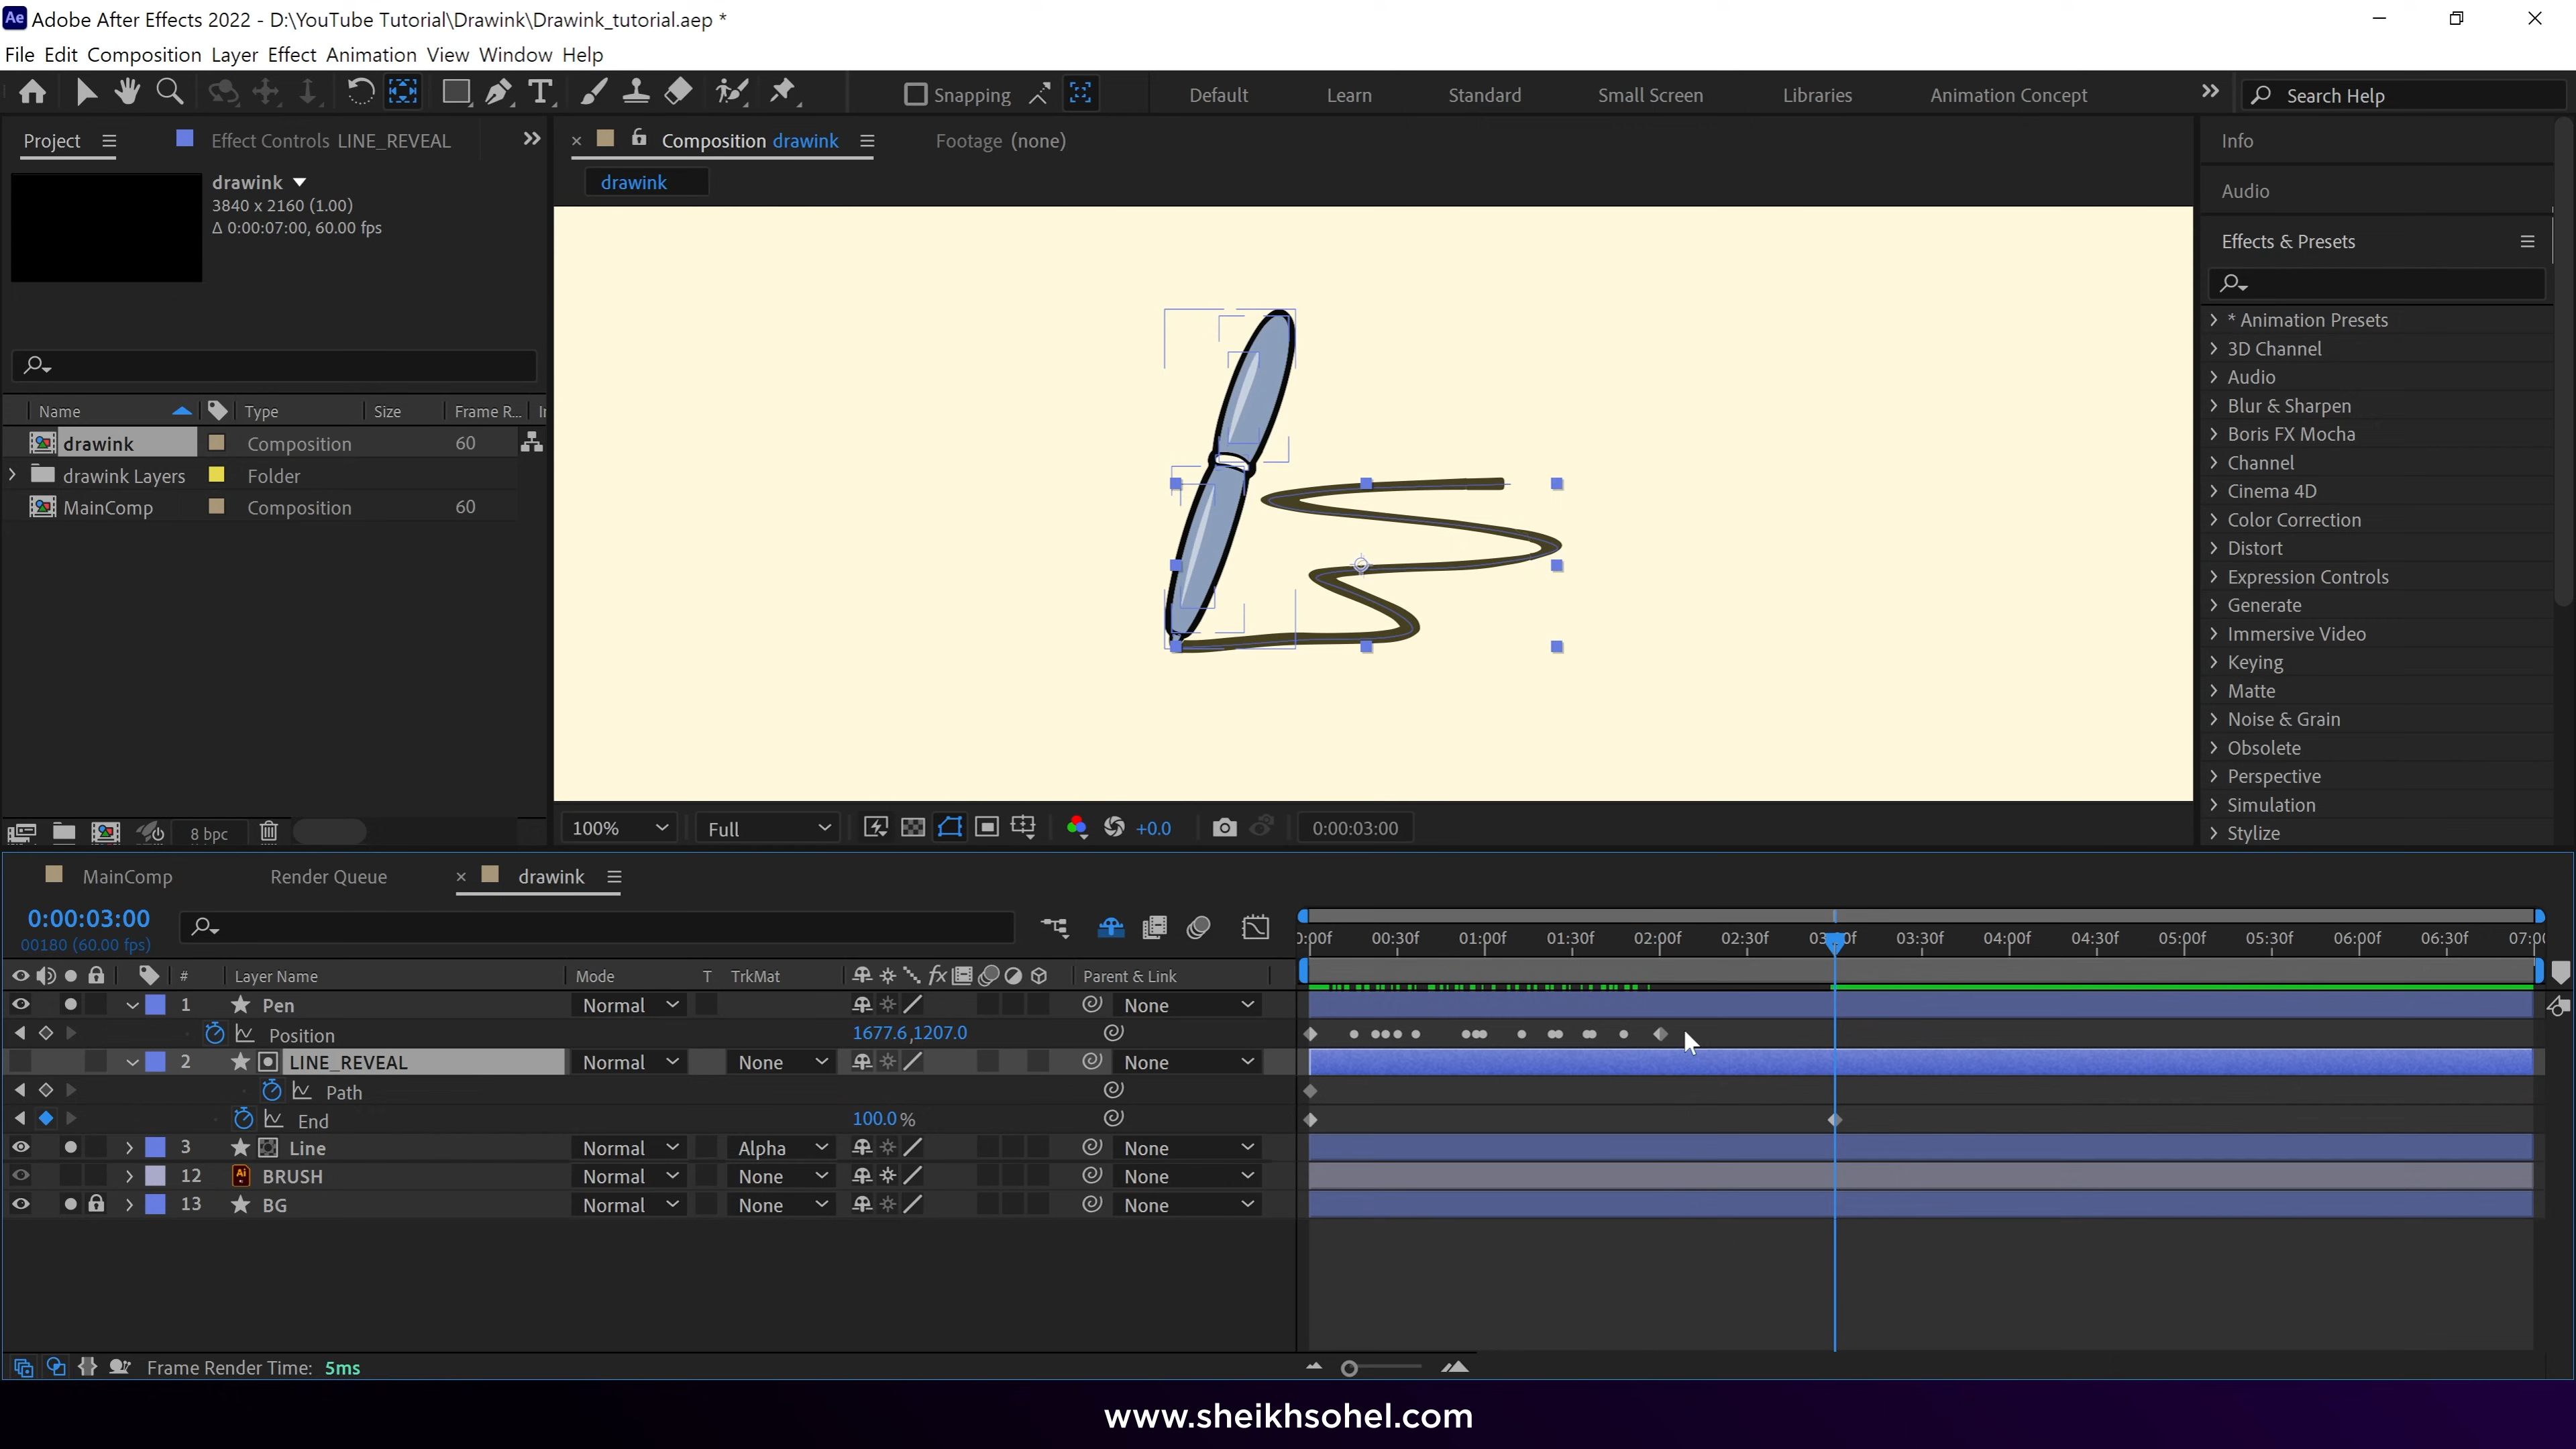 Ae Adobe After Effects 2022 - D:\YouTube Tutorial\Drawink\Drawink_tutorial.aep *
File Edit Composition Layer Effect Animation View Window Help
Snapping Default Learn Standard Small Screen Libraries Animation Concept Search Help
Project Effect Controls LINE_REVEAL
Composition drawink Footage (none)
drawink
drawink
3840 x 2160 (1.00)
Δ 0:00:07:00, 60.00 fps
Name Type Size Frame R...
drawink Composition 60
drawink Layers Folder
MainComp Composition 60
8 bpc
100% Full +0.0 0:00:03:00
Info
Audio
Effects & Presets
* Animation Presets
3D Channel
Audio
Blur & Sharpen
Boris FX Mocha
Channel
Cinema 4D
Color Correction
Distort
Expression Controls
Generate
Immersive Video
Keying
Matte
Noise & Grain
Obsolete
Perspective
Simulation
Stylize
MainComp Render Queue drawink
0:00:03:00
00180 (60.00 fps)
):00f 00:30f 01:00f 01:30f 02:00f 02:30f 03:00f 03:30f 04:00f 04:30f 05:00f 05:30f 06:00f 06:30f 07:0(
# Layer Name Mode T TrkMat fx Parent & Link
1 Pen Normal None
Position 1677.6,1207.0
2 LINE_REVEAL Normal None None
Path
End 100.0%
3 Line Normal Alpha None
12 Ai BRUSH Normal None None
13 BG Normal None None
Frame Render Time: 5ms
www.sheikhsohel.com